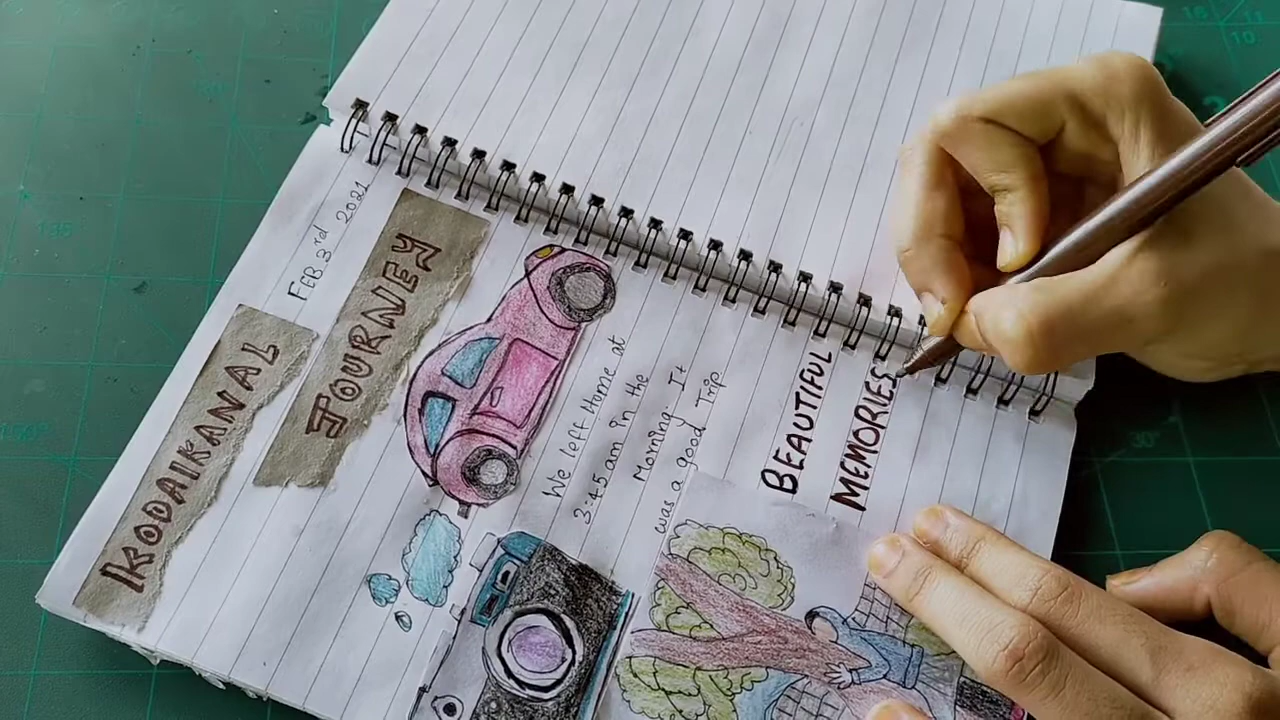 FEB 3rd 2021
KODAIKANAL
JOURNEY
We left Home at
3:45 am in the
Morning. It
was a good Trip
BEAUTIFUL
MEMORIES